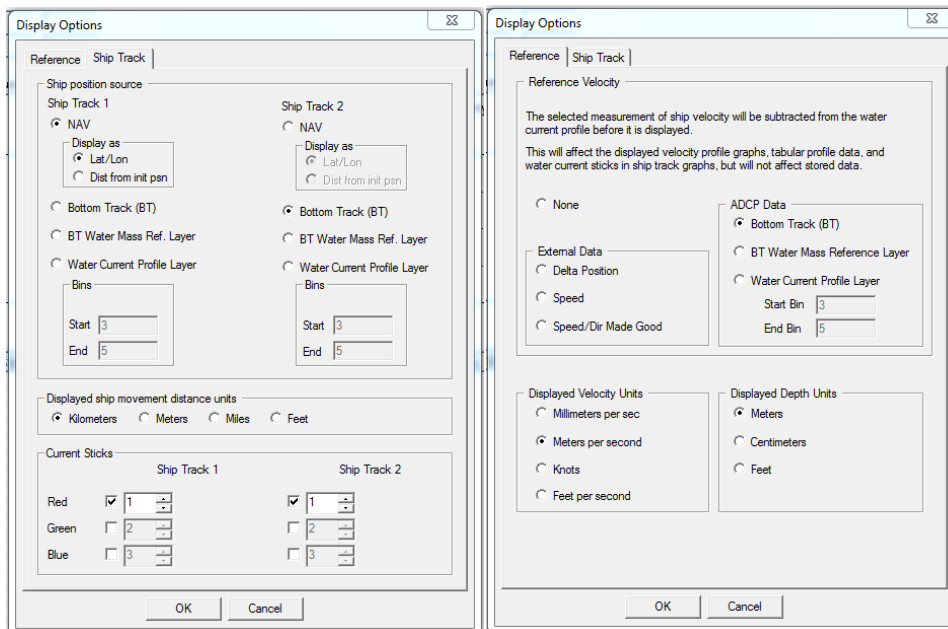 Display Options
Reference
Ship Track
Ship position source
Ship Track 1
NAV
Display as
Lat/Lon
Dist from init psn
Bottom Track (BT)
BT Water Mass Ref. Layer
Water Current Profile Layer
Bins
Start 3
End 5
Ship Track 2
NAV
Display as
Lat/Lon
Dist from init psn
Bottom Track (BT)
BT Water Mass Ref. Layer
Water Current Profile Layer
Bins
Start 3
End 5
Displayed ship movement distance units
Kilometers Meters Miles Feet
Current Sticks
Ship Track 1 Ship Track 2
Red 1 1
Green 2 2
Blue 3 3
OK Cancel
Display Options
Reference
Ship Track
Reference Velocity
The selected measurement of ship velocity will be subtracted from the water
current profile before it is displayed.
This will affect the displayed velocity profile graphs, tabular profile data, and
water current sticks in ship track graphs, but will not affect stored data.
None
External Data
Delta Position
Speed
Speed/Dir Made Good
ADCP Data
Bottom Track (BT)
BT Water Mass Reference Layer
Water Current Profile Layer
Start Bin 3
End Bin 5
Displayed Velocity Units
Millimeters per sec
Meters per second
Knots
Feet per second
Displayed Depth Units
Meters
Centimeters
Feet
OK Cancel